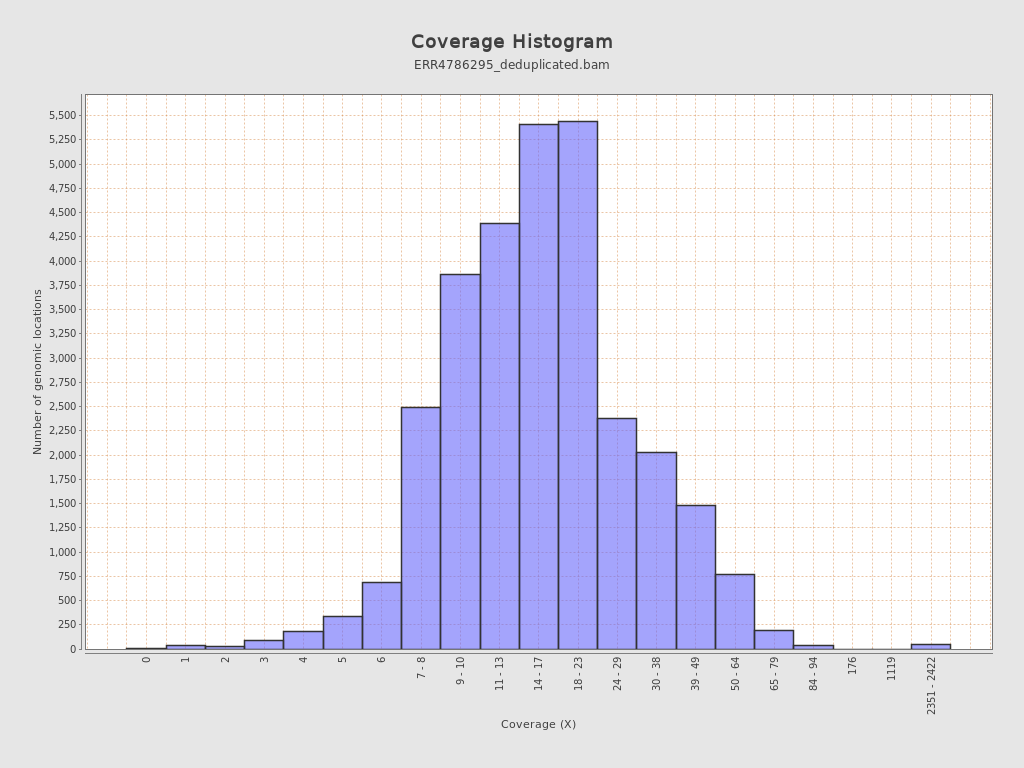 Coverage Histogram
ERR4786295_deduplicated.bam
Number of genomic locations
5,500
5,250
5,000
4,750
4,500
4,250
4,000
3,750
3,500
3,250
3,000
2,750
2,500
2,250
2,000
1,750
1,500
1,250
1,000
750
500
250
0
0
1
2
3
4
5
6
7 - 8
9 - 10
11 - 13
14 - 17
18 - 23
24 - 29
30 - 38
39 - 49
50 - 64
65 - 79
84 - 94
176
1119
2351 - 2422
Coverage (X)